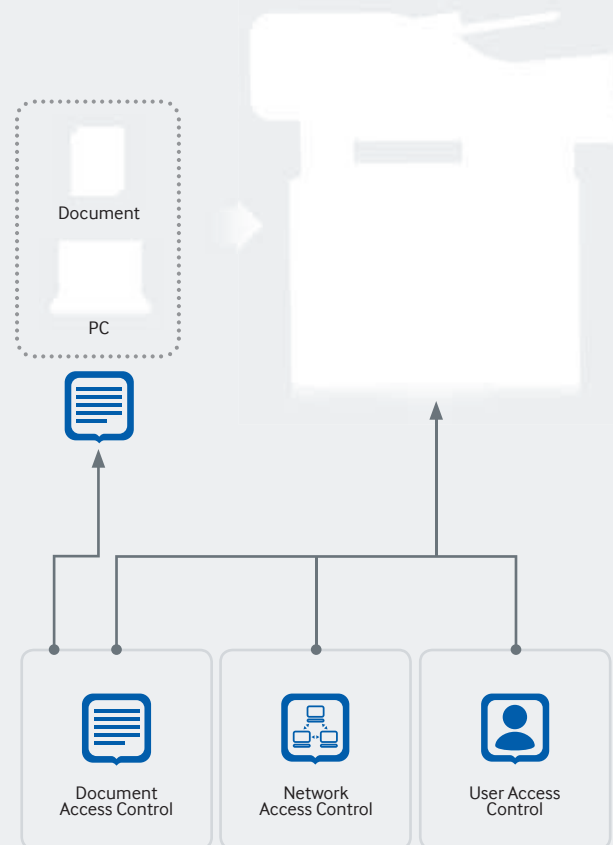 Document
PC
Document
Access Control
Network
Access Control
User Access
Control